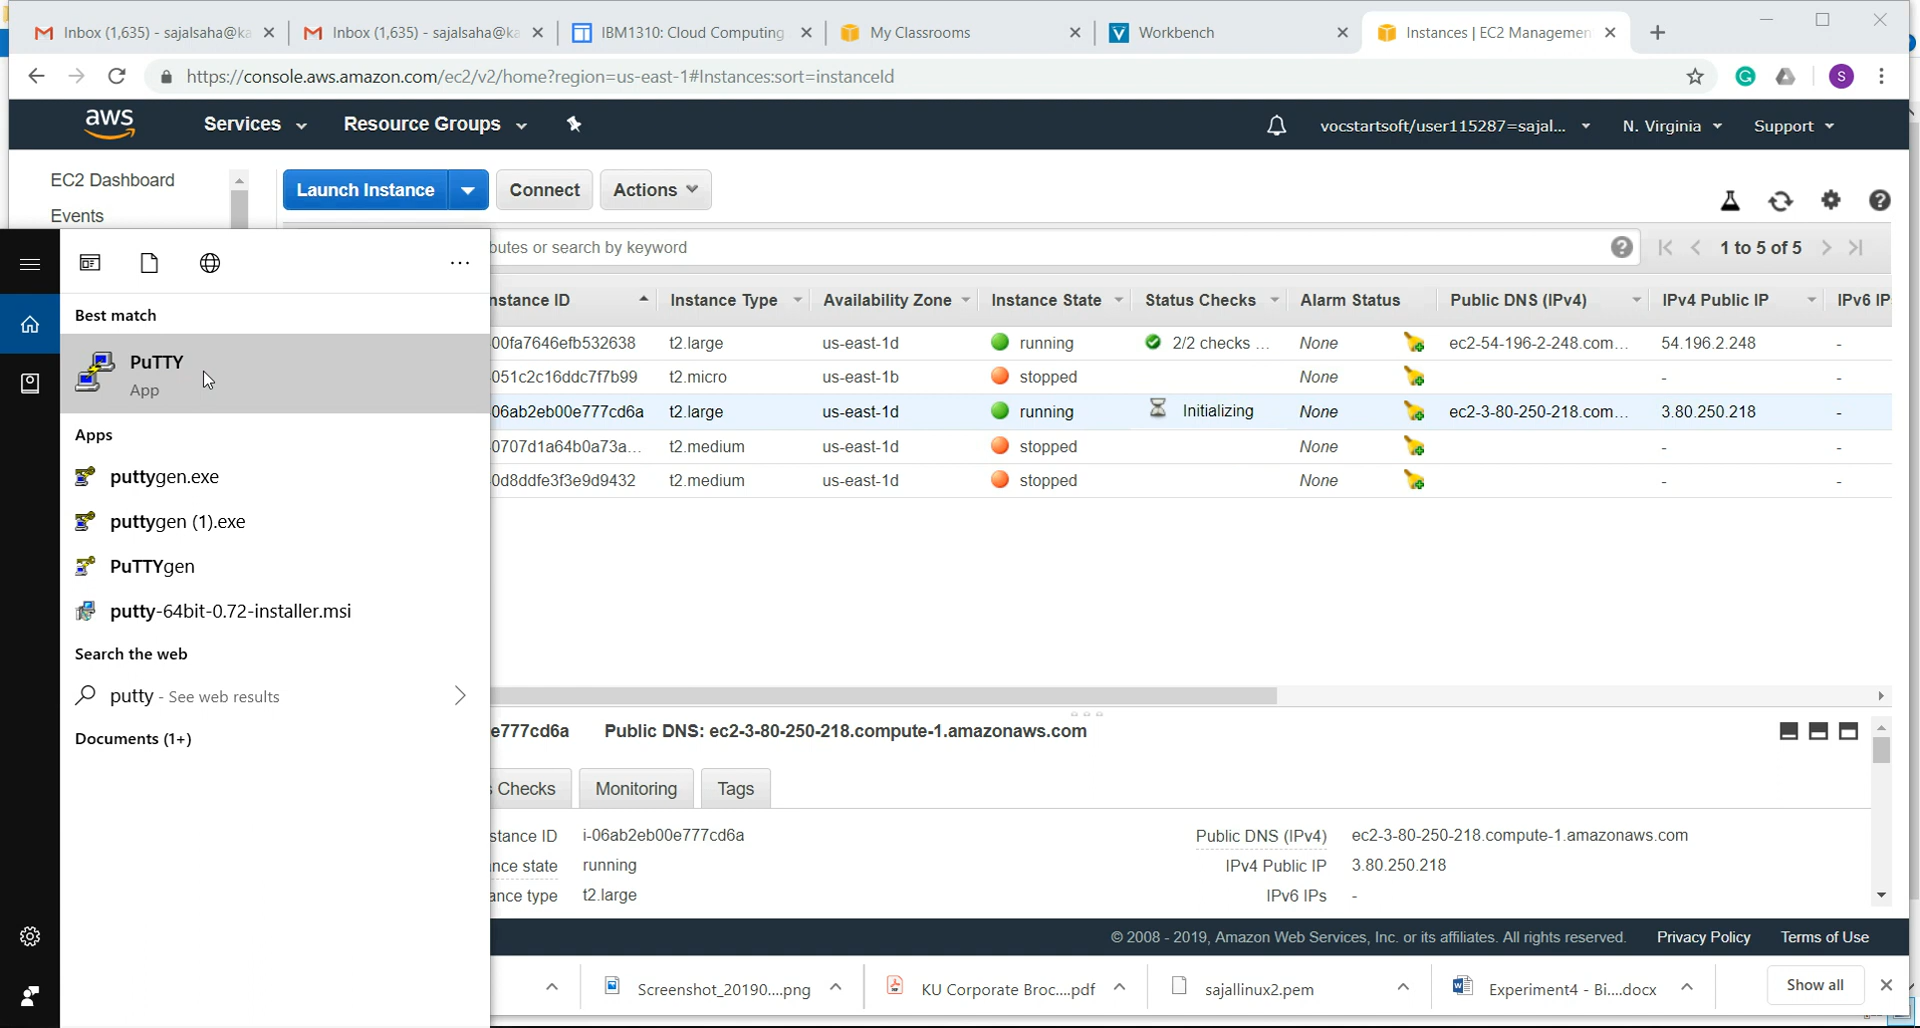 Inbox (1,635) - sajalsaha@ka
Inbox (1,635) - sajalsaha@ka
IBM1310: Cloud Computing
My Classrooms
Workbench
Instances | EC2 Managemen
https://console.aws.amazon.com/ec2/v2/home?region=us-east-1#Instances:sort=instanceId
S
aws
Services
Resource Groups
vocstartsoft/user115287=sajal...
N. Virginia
Support
EC2 Dashboard
Events
Launch Instance
Connect
Actions
butes or search by keyword
1 to 5 of 5
nstance ID
Instance Type
Availability Zone
Instance State
Status Checks
Alarm Status
Public DNS (IPv4)
IPv4 Public IP
IPv6 IP
00fa7646efb532638 t2.large us-east-1d running 2/2 checks ... None ec2-54-196-2-248.com... 54.196.2.248 -
051c2c16ddc7f7b99 t2.micro us-east-1b stopped None - -
06ab2eb00e777cd6a t2.large us-east-1d running Initializing None ec2-3-80-250-218.com... 3.80.250.218 -
0707d1a64b0a73a... t2.medium us-east-1d stopped None - -
0d8ddfe3f3e9d9432 t2.medium us-east-1d stopped None - -
Best match
PuTTY
App
Apps
puttygen.exe
puttygen (1).exe
PuTTYgen
putty-64bit-0.72-installer.msi
Search the web
putty - See web results
Documents (1+)
e777cd6a Public DNS: ec2-3-80-250-218.compute-1.amazonaws.com
s Checks
Monitoring
Tags
stance ID i-06ab2eb00e777cd6a
nce state running
ance type t2.large
Public DNS (IPv4) ec2-3-80-250-218.compute-1.amazonaws.com
IPv4 Public IP 3.80.250.218
IPv6 IPs -
© 2008 - 2019, Amazon Web Services, Inc. or its affiliates. All rights reserved.
Privacy Policy
Terms of Use
Screenshot_20190....png
KU Corporate Broc....pdf
sajallinux2.pem
Experiment4 - Bi....docx
Show all